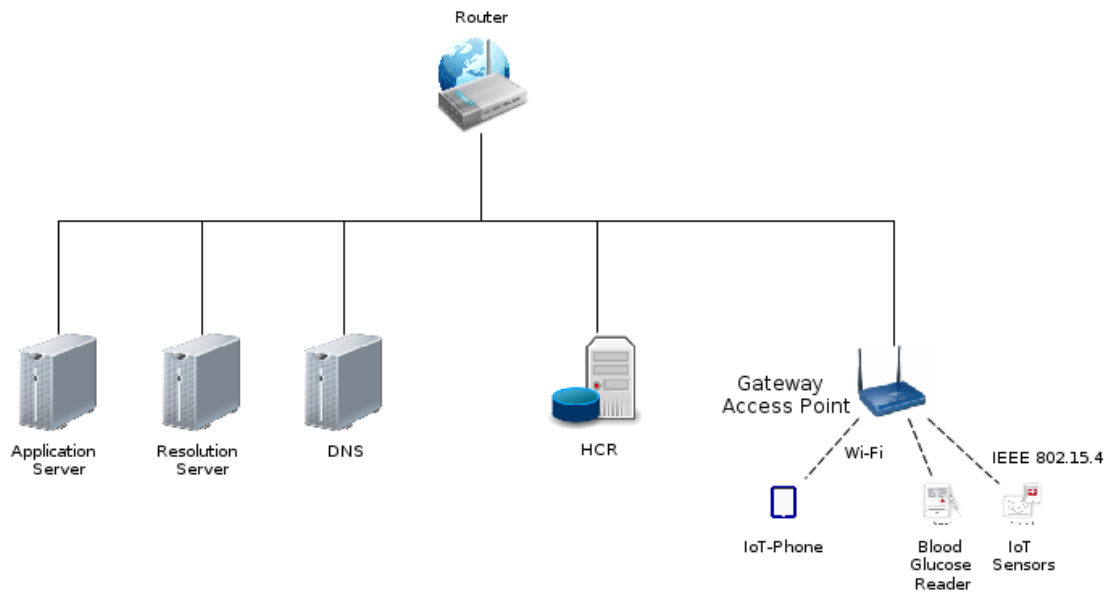 Router
Application
Server
Resolution
Server
DNS
HCR
Gateway
Access Point
Wi-Fi
IEEE 802.15.4
IoT-Phone
Blood
Glucose
Reader
IoT
Sensors